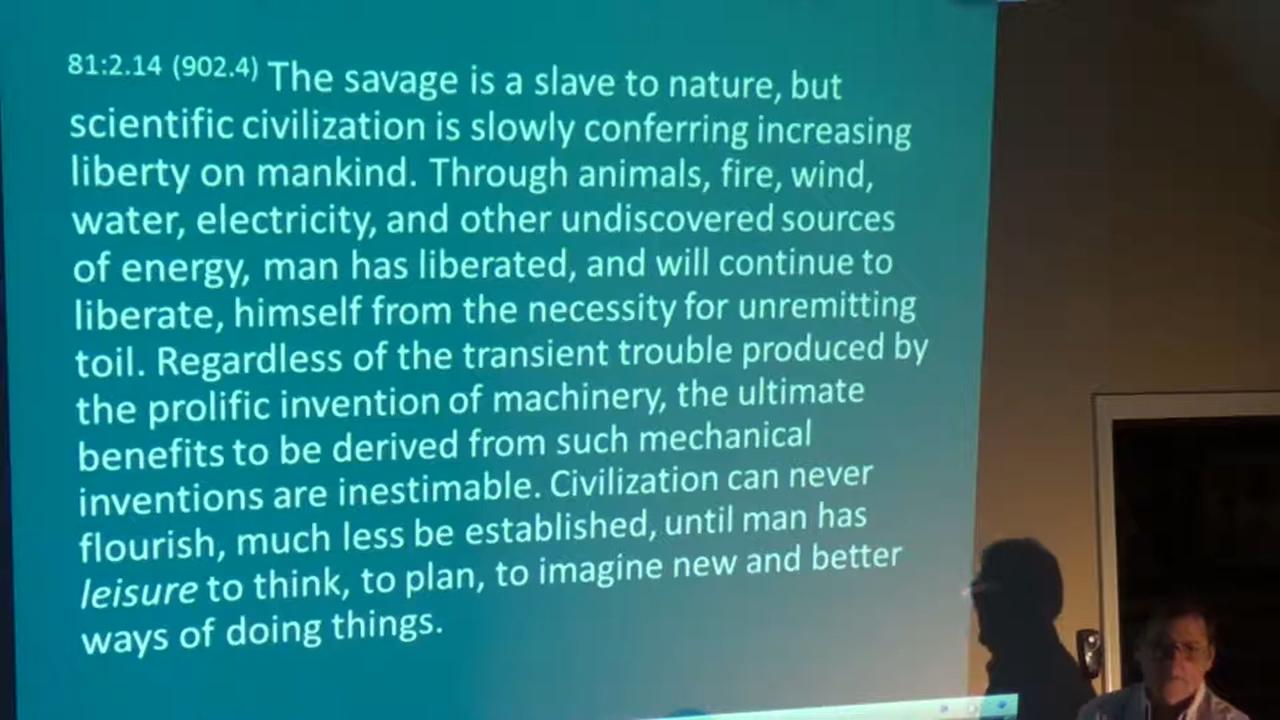 81:2.14 (902.4) The savage is a slave to nature, but
scientific civilization is slowly conferring increasing
liberty on mankind. Through animals, fire, wind,
water, electricity, and other undiscovered sources
of energy, man has liberated, and will continue to
liberate, himself from the necessity for unremitting
toil. Regardless of the transient trouble produced by
the prolific invention of machinery, the ultimate
benefits to be derived from such mechanical
inventions are inestimable. Civilization can never
flourish, much less be established, until man has
leisure to think, to plan, to imagine new and better
ways of doing things.